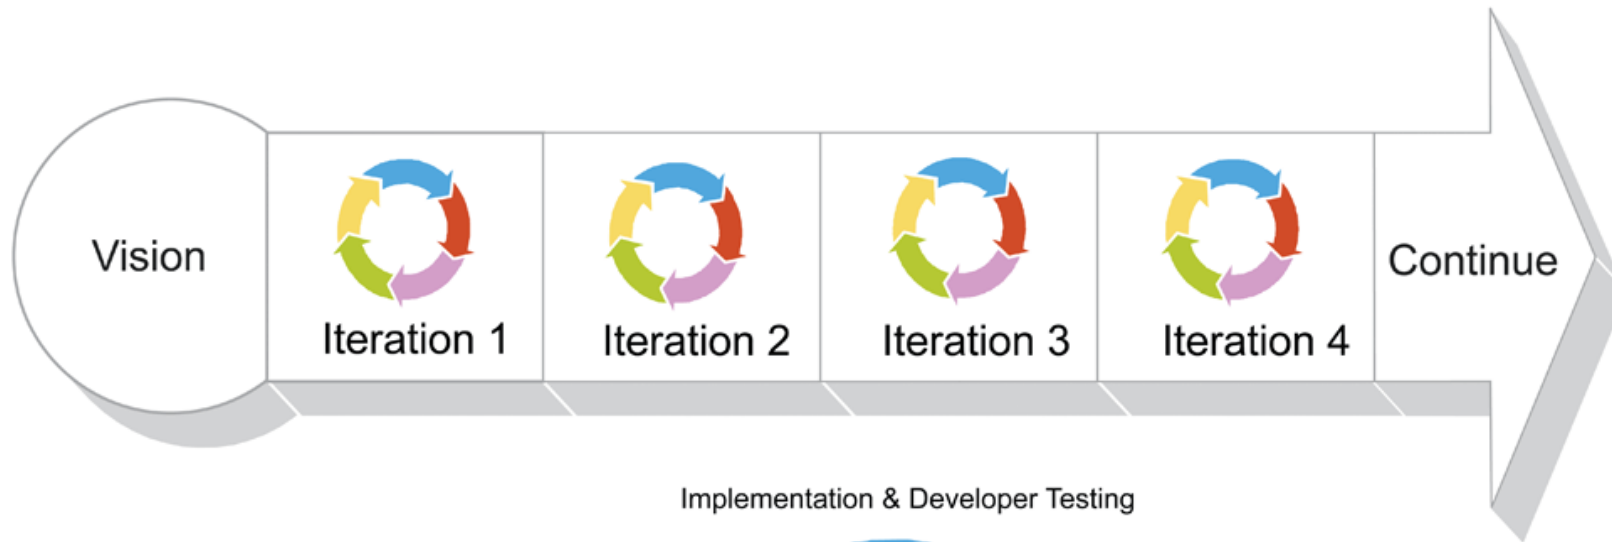 Vision
Iteration 1
Iteration 2
Iteration 3
Iteration 4
Continue
Implementation & Developer Testing